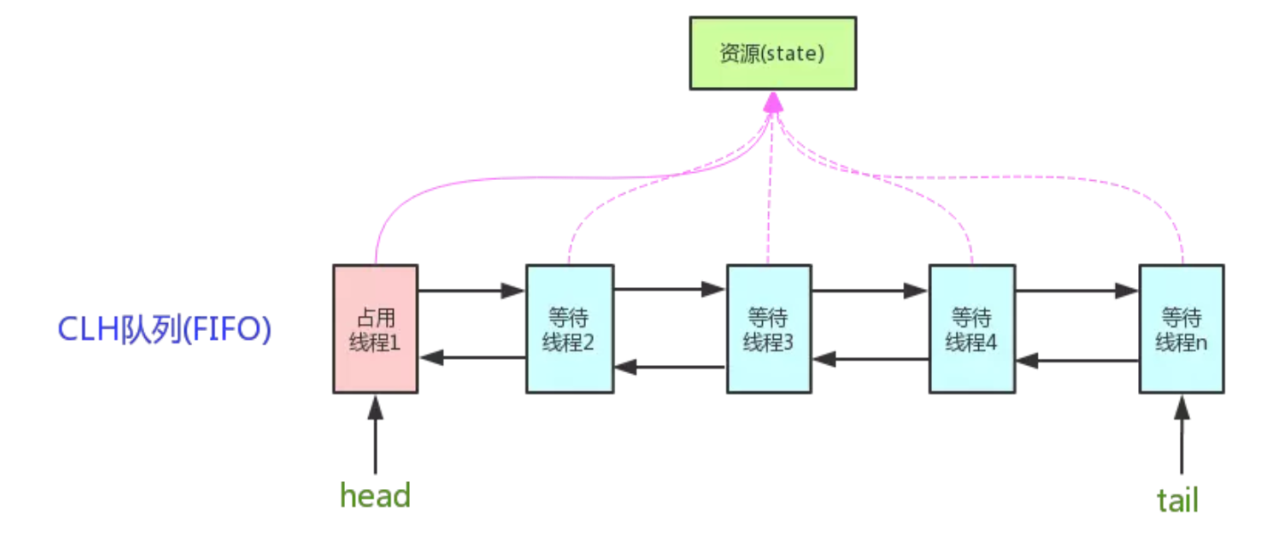 资源(state)
CLH队列(FIFO)
占用
线程1
等待
线程2
等待
线程3
等待
线程4
等待
线程n
head
tail